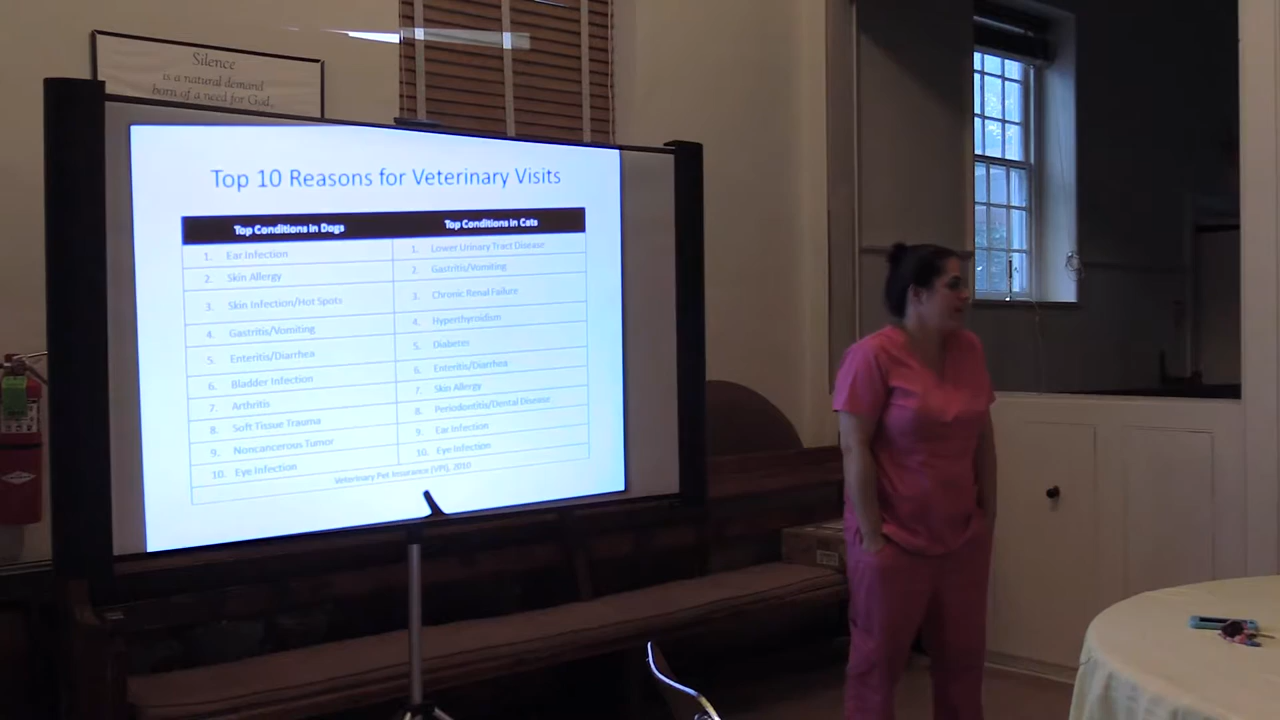 Silence
is a natural demand
born of a need for God.
Top 10 Reasons for Veterinary Visits
Top Conditions in Dogs Top Conditions in Cats
1. Ear Infection 1. Lower Urinary Tract Disease
2. Skin Allergy 2. Gastritis/Vomiting
3. Skin Infection/Hot Spots 3. Chronic Renal Failure
4. Gastritis/Vomiting 4. Hyperthyroidism
5. Enteritis/Diarrhea 5. Diabetes
6. Bladder Infection 6. Enteritis/Diarrhea
7. Arthritis 7. Skin Allergy
8. Soft Tissue Trauma 8. Periodontitis/Dental Disease
9. Noncancerous Tumor 9. Ear Infection
10. Eye Infection 10. Eye Infection
Veterinary Pet Insurance (VPI), 2010